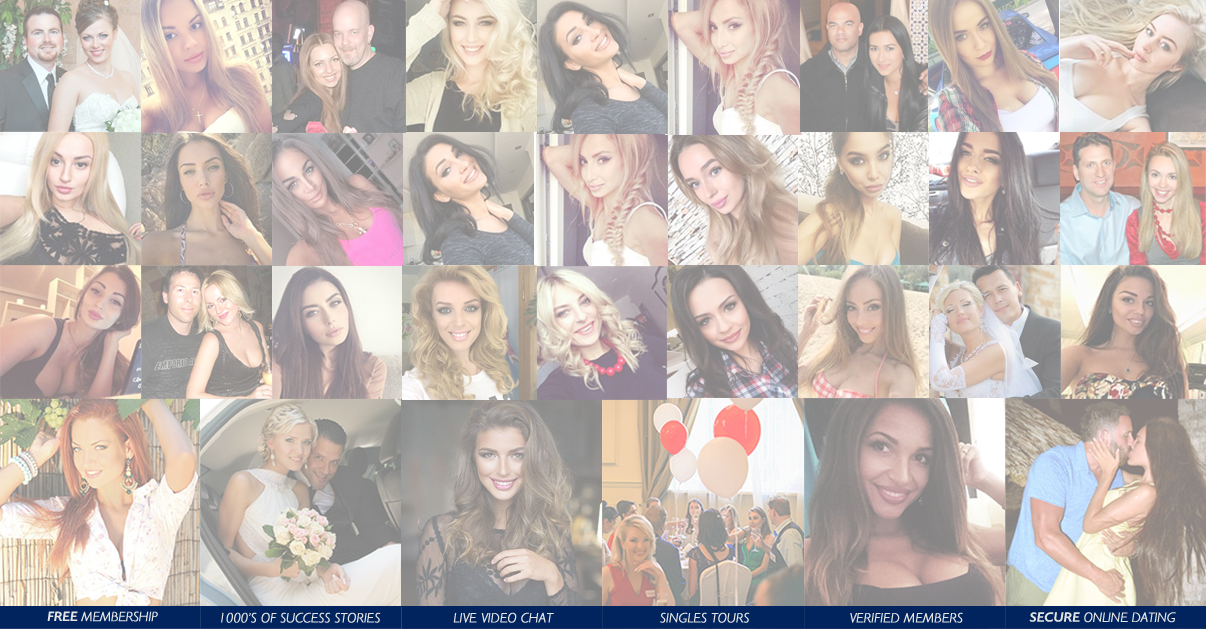 FREE MEMBERSHIP
1000'S OF SUCCESS STORIES
LIVE VIDEO CHAT
SINGLES TOURS
VERIFIED MEMBERS
SECURE ONLINE DATING